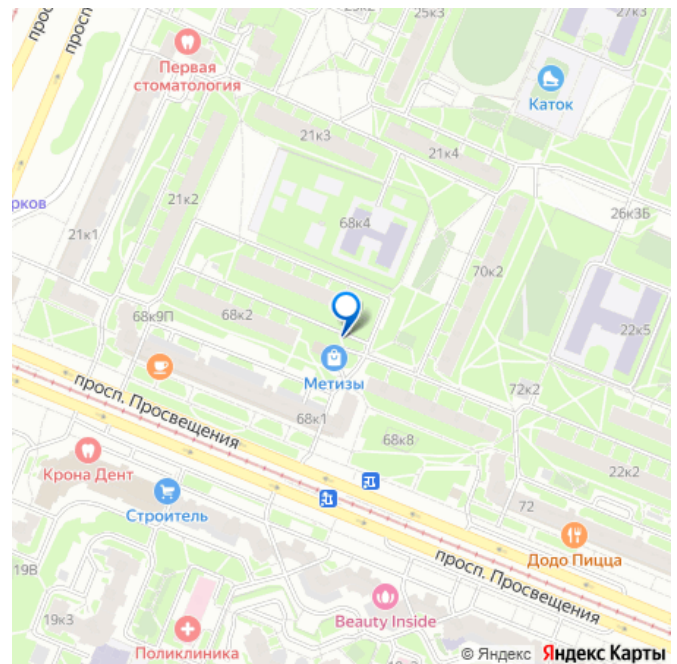 25к3
27к3
просп.
просп.
Первая
стоматология
Каток
21к3
21к4
21к2
68к4
26к3Б
рков
21к1
70к2
68к9П
68к2
22к5
Метизы
просп. Просвещения
72к2
68к1
68к8
22к2
Крона Дент
72
Строитель
Додо Пицца
просп. Просвещения
19В
19к3
Beauty Inside
Поликлиника
© Яндекс Яндекс Карты